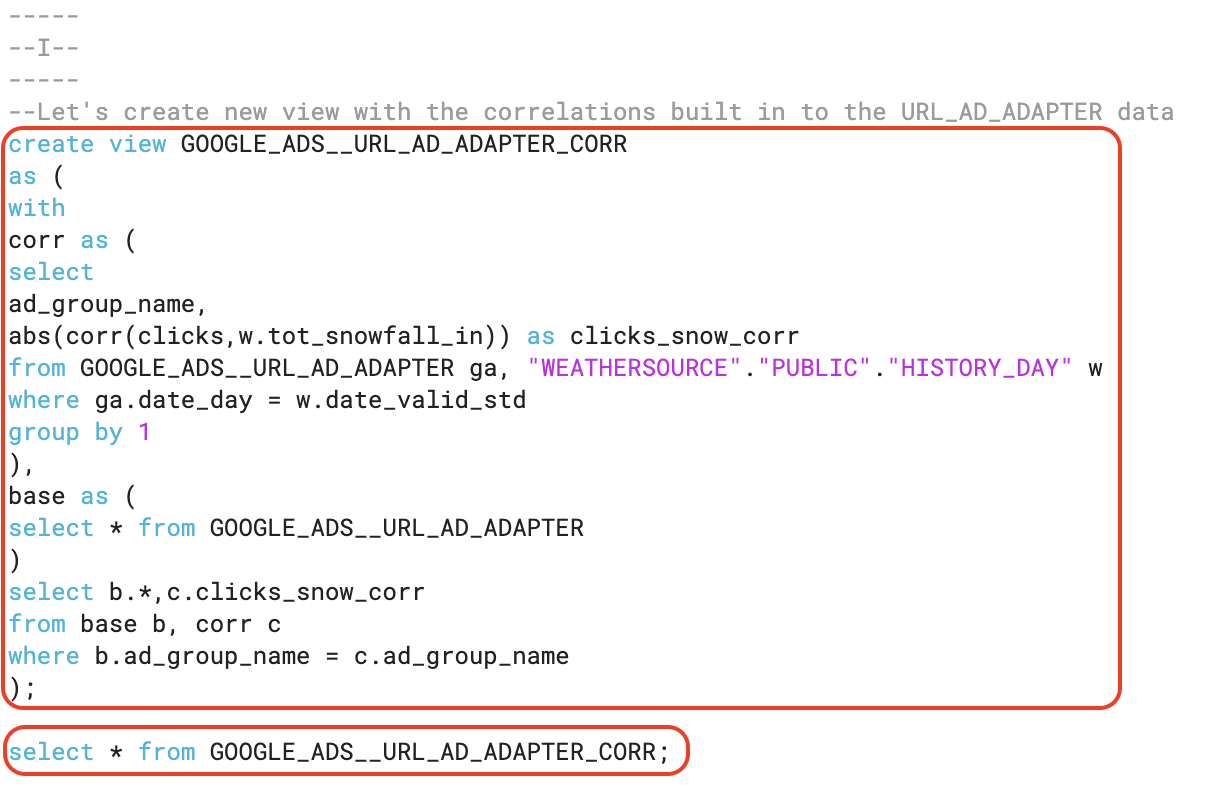 -----
--I--
-----
--Let's create new view with the correlations built in to the URL_AD_ADAPTER data
create view GOOGLE_ADS__URL_AD_ADAPTER_CORR
as (
with
corr as (
select
ad_group_name,
abs(corr(clicks,w.tot_snowfall_in)) as clicks_snow_corr
from GOOGLE_ADS__URL_AD_ADAPTER ga, "WEATHERSOURCE"."PUBLIC"."HISTORY_DAY" w
where ga.date_day = w.date_valid_std
group by 1
),
base as (
select * from GOOGLE_ADS__URL_AD_ADAPTER
)
select b.*,c.clicks_snow_corr
from base b, corr c
where b.ad_group_name = c.ad_group_name
);
select * from GOOGLE_ADS__URL_AD_ADAPTER_CORR;